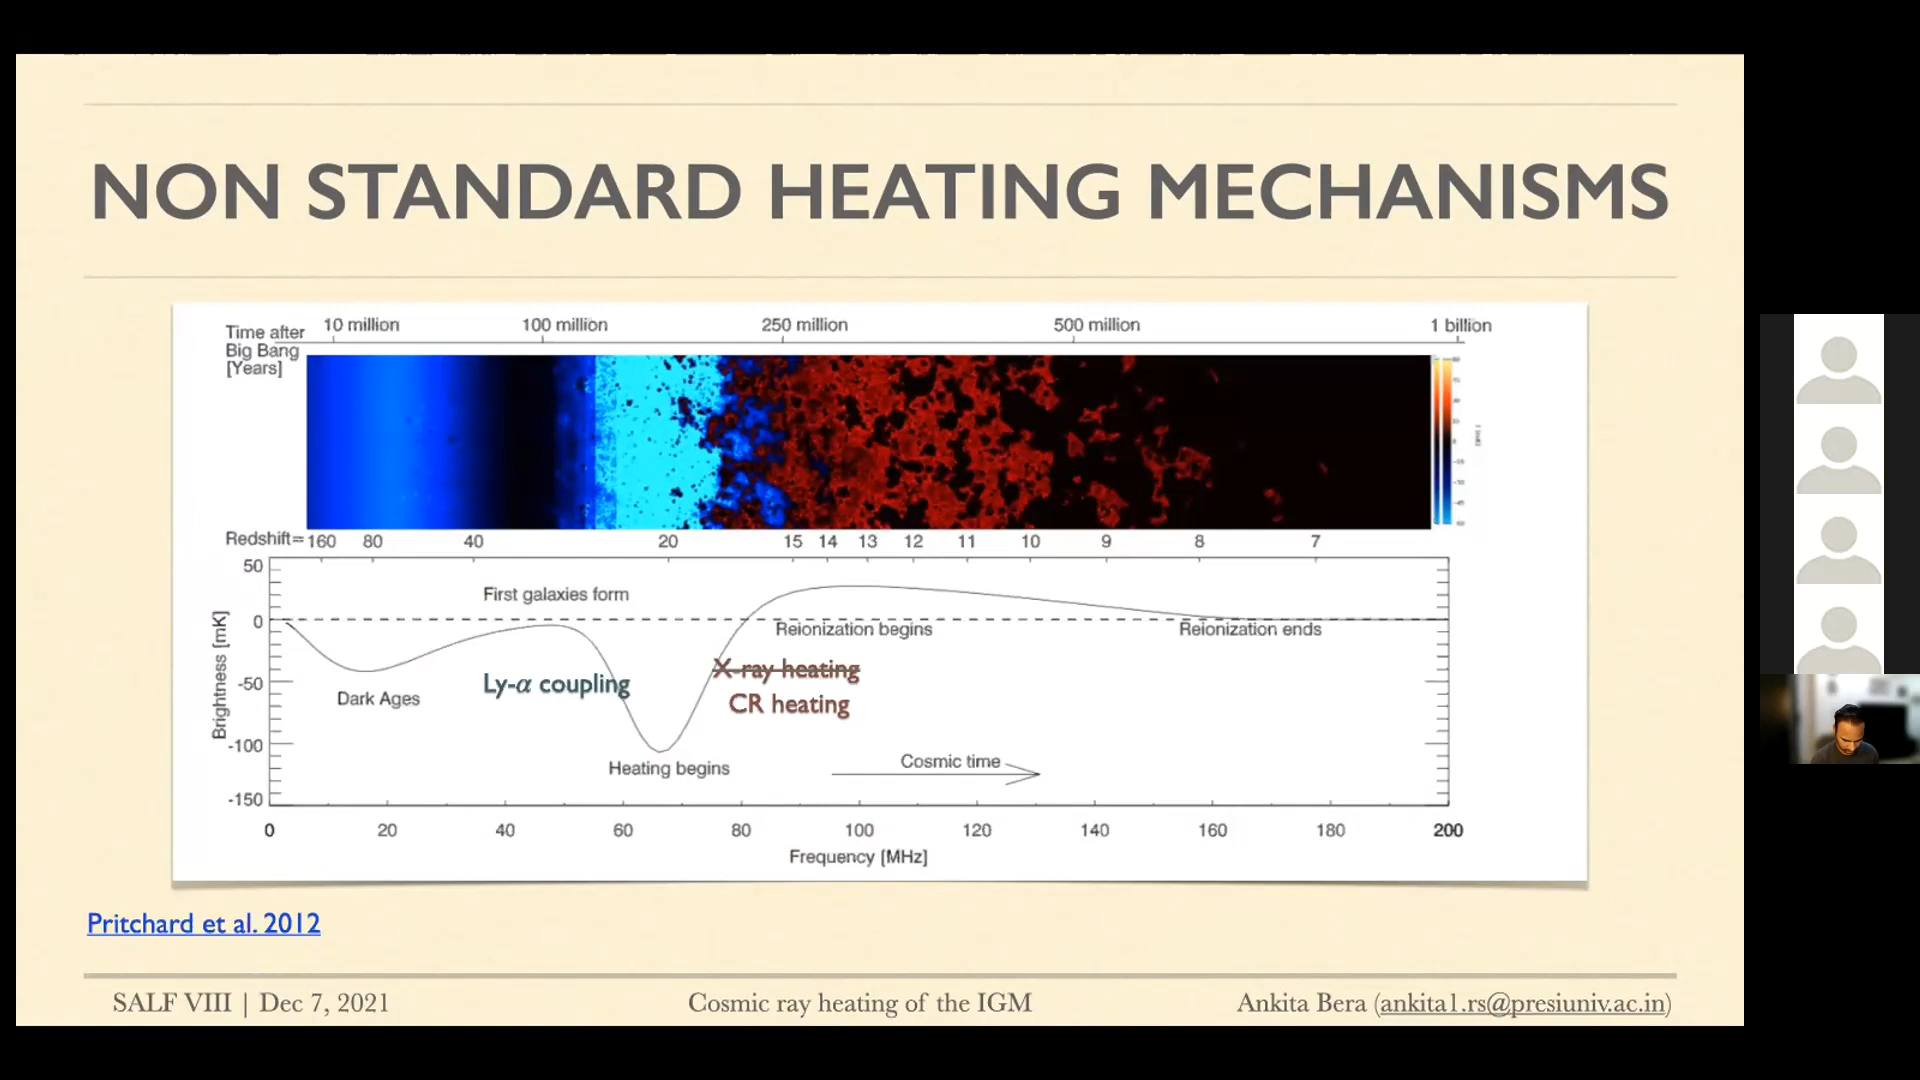 NON STANDARD HEATING MECHANISMS
Time after
Big Bang
[Years]
10 million 100 million 250 million 500 million 1 billion
Redshift= 160 80 40 20 15 14 13 12 11 10 9 8 7
50
0
-50
-100
-150
Brightness [mK]
First galaxies form
Reionization begins
Reionization ends
Dark Ages
Ly-α coupling
X-ray heating
CR heating
Heating begins
Cosmic time
0 20 40 60 80 100 120 140 160 180 200
Frequency [MHz]
Pritchard et al. 2012
SALF VIII | Dec 7, 2021
Cosmic ray heating of the IGM
Ankita Bera (ankita1.rs@presiuniv.ac.in)